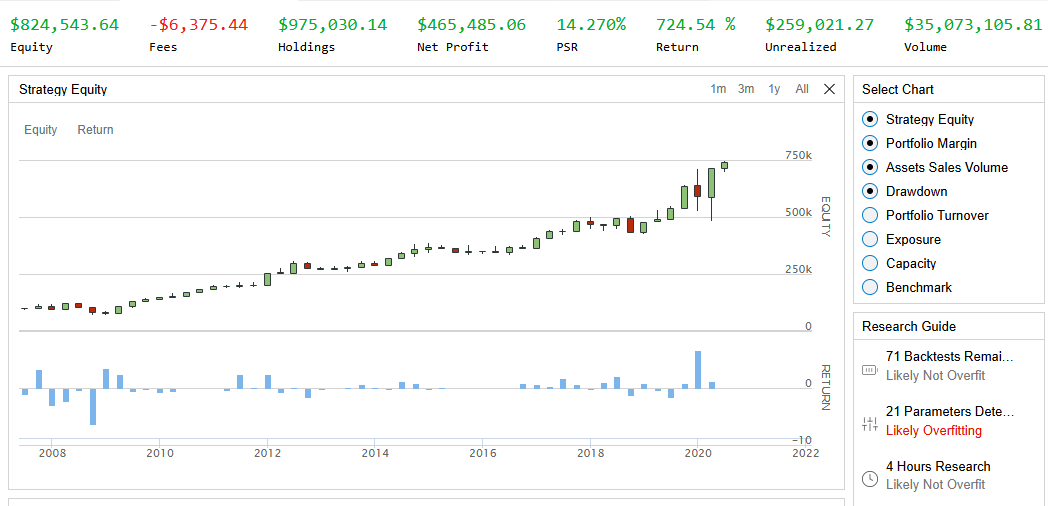 $824,543.64 -$6,375.44 $975,030.14 $465,485.06 14.270% 724.54 % $259,021.27 $35,073,105.81
Equity Fees Holdings Net Profit PSR Return Unrealized Volume
Strategy Equity 1m 3m 1y All
Equity Return
750k
500k
250k
0
EQUITY
0
-10
RETURN
2008 2010 2012 2014 2016 2018 2020 2022
Select Chart
Strategy Equity
Portfolio Margin
Assets Sales Volume
Drawdown
Portfolio Turnover
Exposure
Capacity
Benchmark
Research Guide
71 Backtests Remai...
Likely Not Overfit
21 Parameters Dete...
Likely Overfitting
4 Hours Research
Likely Not Overfit